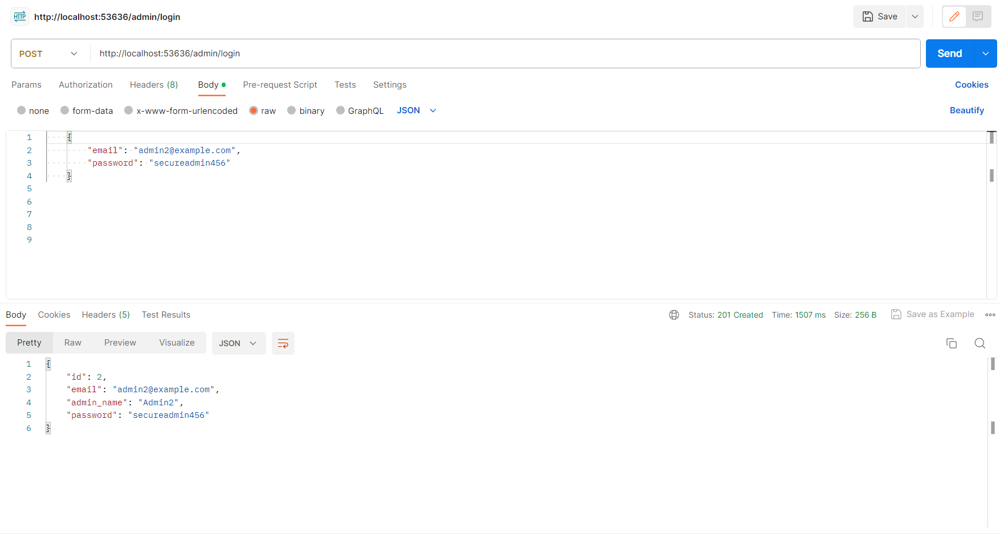 HTTP http://localhost:53636/admin/login Save
POST http://localhost:53636/admin/login Send
Params Authorization Headers (8) Body Pre-request Script Tests Settings Cookies
none form-data x-www-form-urlencoded raw binary GraphQL JSON Beautify
1 {
2 "email": "admin2@example.com",
3 "password": "secureadmin456"
4 }
5
6
7
8
9
Body Cookies Headers (5) Test Results Status: 201 Created Time: 1507 ms Size: 256 B Save as Example
Pretty Raw Preview Visualize JSON
1 {
2 "id": 2,
3 "email": "admin2@example.com",
4 "admin_name": "Admin2",
5 "password": "secureadmin456"
6 }